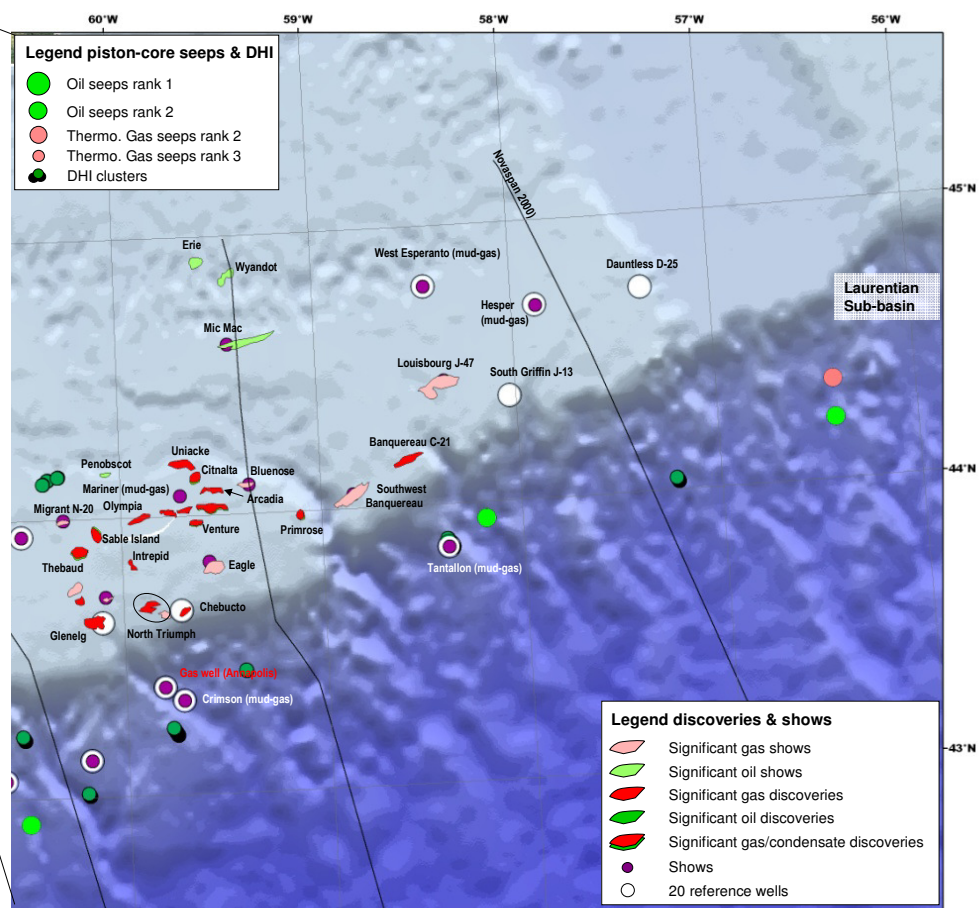 60°W
59°W
58°W
57°W
56°W
Legend piston-core seeps & DHI
Oil seeps rank 1
Oil seeps rank 2
Thermo. Gas seeps rank 2
Thermo. Gas seeps rank 3
DHI clusters
Novaspan 2000)
45°N
Erie
Wyandot
West Esperanto (mud-gas)
Dauntless D-25
Hesper
(mud-gas)
Laurentian
Sub-basin
Mic Mac
Louisbourg J-47
South Griffin J-13
Banquereau C-21
44°N
Uniacke
Penobscot
Citnalta
Bluenose
Mariner (mud-gas)
Arcadia
Southwest
Banquereau
Migrant N-20
Olympia
Venture
Primrose
Sable Island
Intrepid
Thebaud
Eagle
Tantallon (mud-gas)
Chebucto
Glenelg
North Triumph
Gas well (Annapolis)
Crimson (mud-gas)
43°N
Legend discoveries & shows
Significant gas shows
Significant oil shows
Significant gas discoveries
Significant oil discoveries
Significant gas/condensate discoveries
Shows
20 reference wells